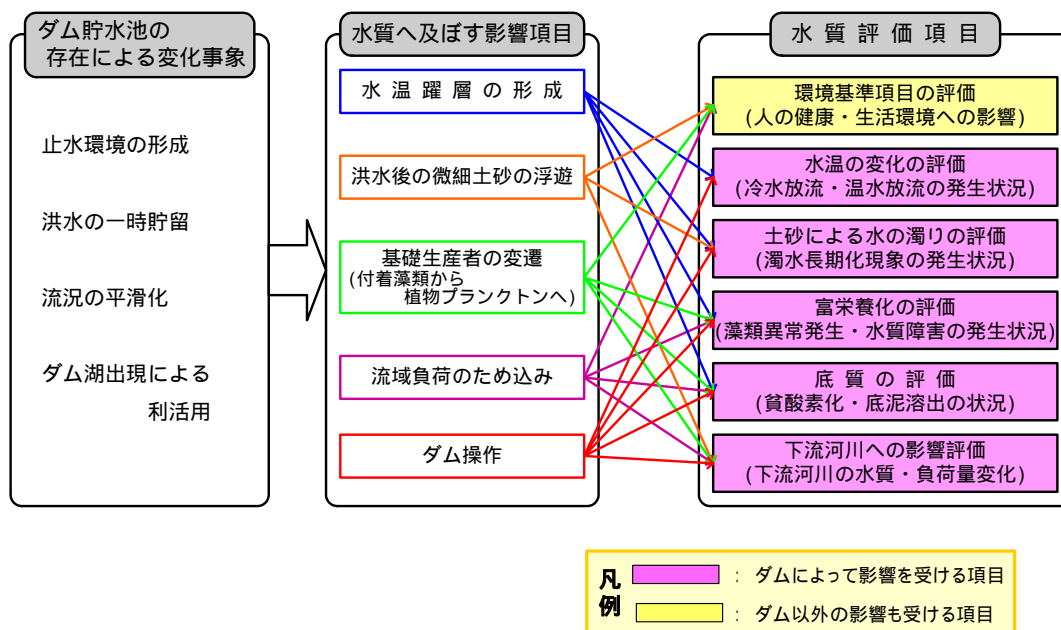 ダム貯水池の
存在による変化事象
止水環境の形成
洪水の一時貯留
流況の平滑化
ダム湖出現による
利活用
水質へ及ぼす影響項目
水温躍層の形成
洪水後の微細土砂の浮遊
基礎生産者の変遷
(付着藻類から
植物プランクトンへ)
流域負荷のため込み
ダム操作
水質評価項目
環境基準項目の評価
(人の健康・生活環境への影響)
水温の変化の評価
(冷水放流・温水放流の発生状況)
土砂による水の濁りの評価
(濁水長期化現象の発生状況)
富栄養化の評価
(藻類異常発生・水質障害の発生状況)
底質の評価
(貧酸素化・底泥溶出の状況)
下流河川への影響評価
(下流河川の水質・負荷量変化)
凡例
: ダムによって影響を受ける項目
: ダム以外の影響も受ける項目